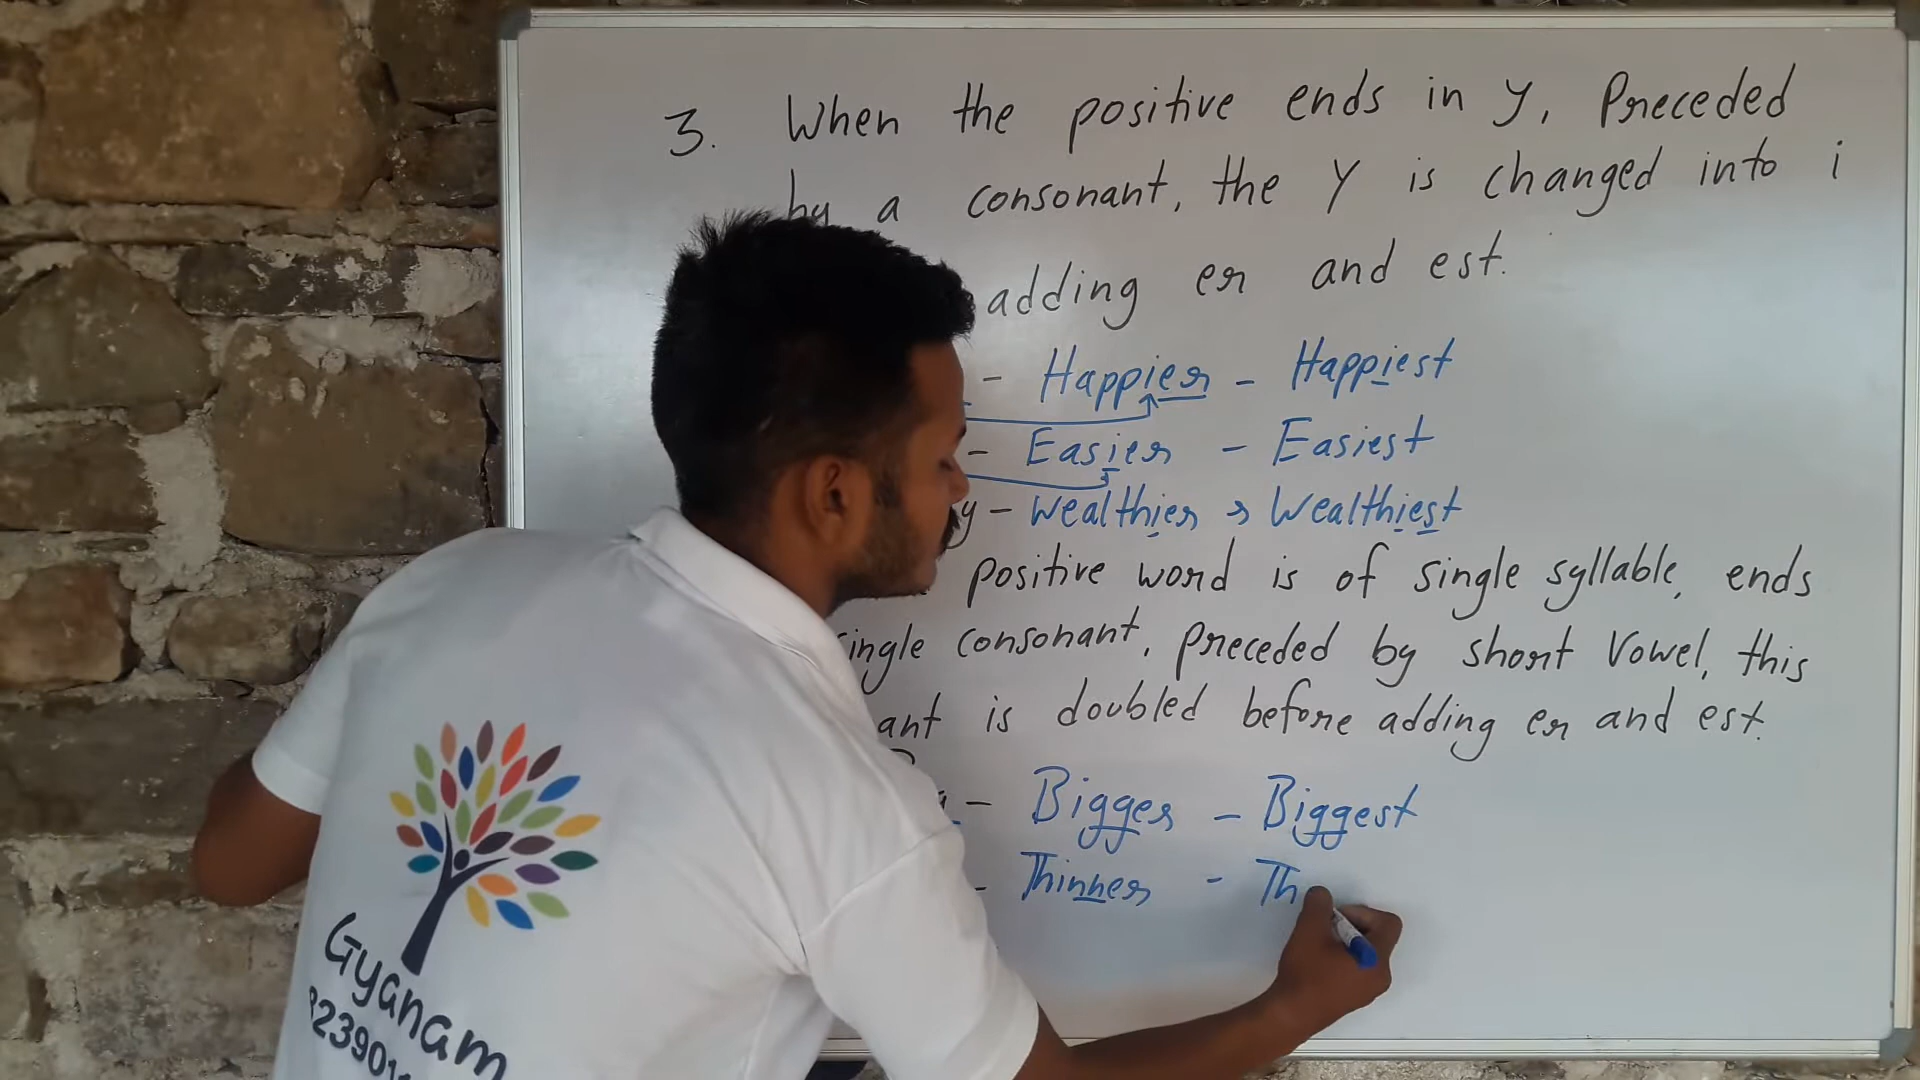 3. When the positive ends in y, Preceded
by a consonant, the Y is changed into i
adding er and est.
- Happier - Happiest
- Easier - Easiest
y - Wealthier - Wealthiest
positive word is of single syllable, ends
ingle consonant, preceded by short Vowel, this
ant is doubled before adding er and est.
- Bigger - Biggest
- Thinner - Th
Gyanam